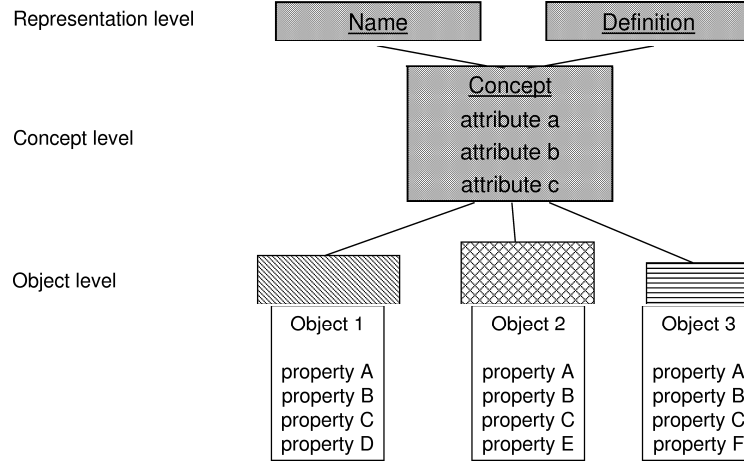 Representation level
Name
Definition
Concept level
Concept
attribute a
attribute b
attribute c
Object level
Object 1
property A
property B
property C
property D
Object 2
property A
property B
property C
property E
Object 3
property A
property B
property C
property F